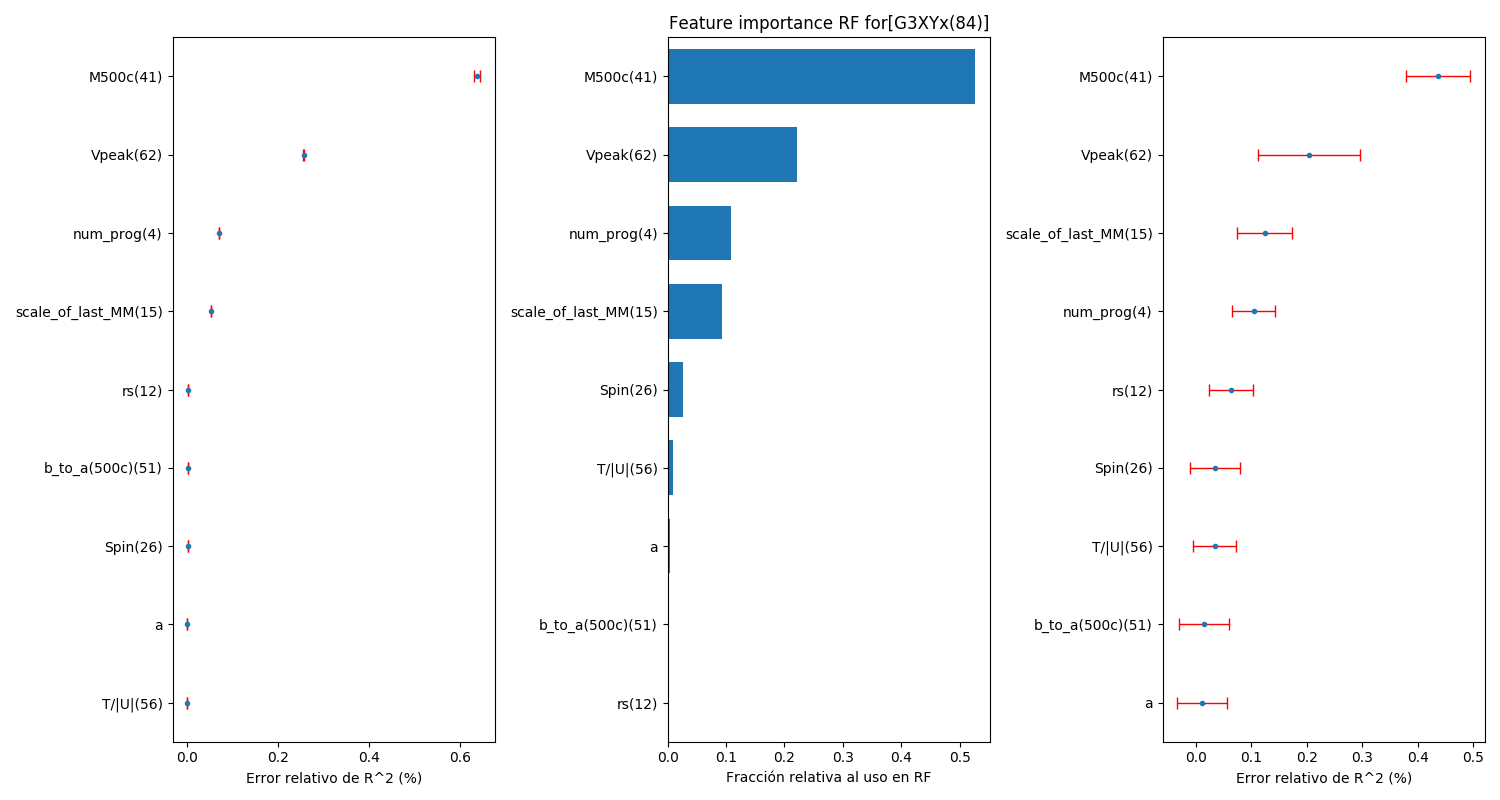 Feature importance RF for[G3XYx(84)]
M500c(41)
Vpeak(62)
num_prog(4)
scale_of_last_MM(15)
rs(12)
b_to_a(500c)(51)
Spin(26)
a
T/|U|(56)
0.0 0.2 0.4 0.6
Error relativo de R^2 (%)
M500c(41)
Vpeak(62)
num_prog(4)
scale_of_last_MM(15)
Spin(26)
T/|U|(56)
a
b_to_a(500c)(51)
rs(12)
0.0 0.1 0.2 0.3 0.4 0.5
Fracción relativa al uso en RF
M500c(41)
Vpeak(62)
scale_of_last_MM(15)
num_prog(4)
rs(12)
Spin(26)
T/|U|(56)
b_to_a(500c)(51)
a
0.0 0.1 0.2 0.3 0.4 0.5
Error relativo de R^2 (%)